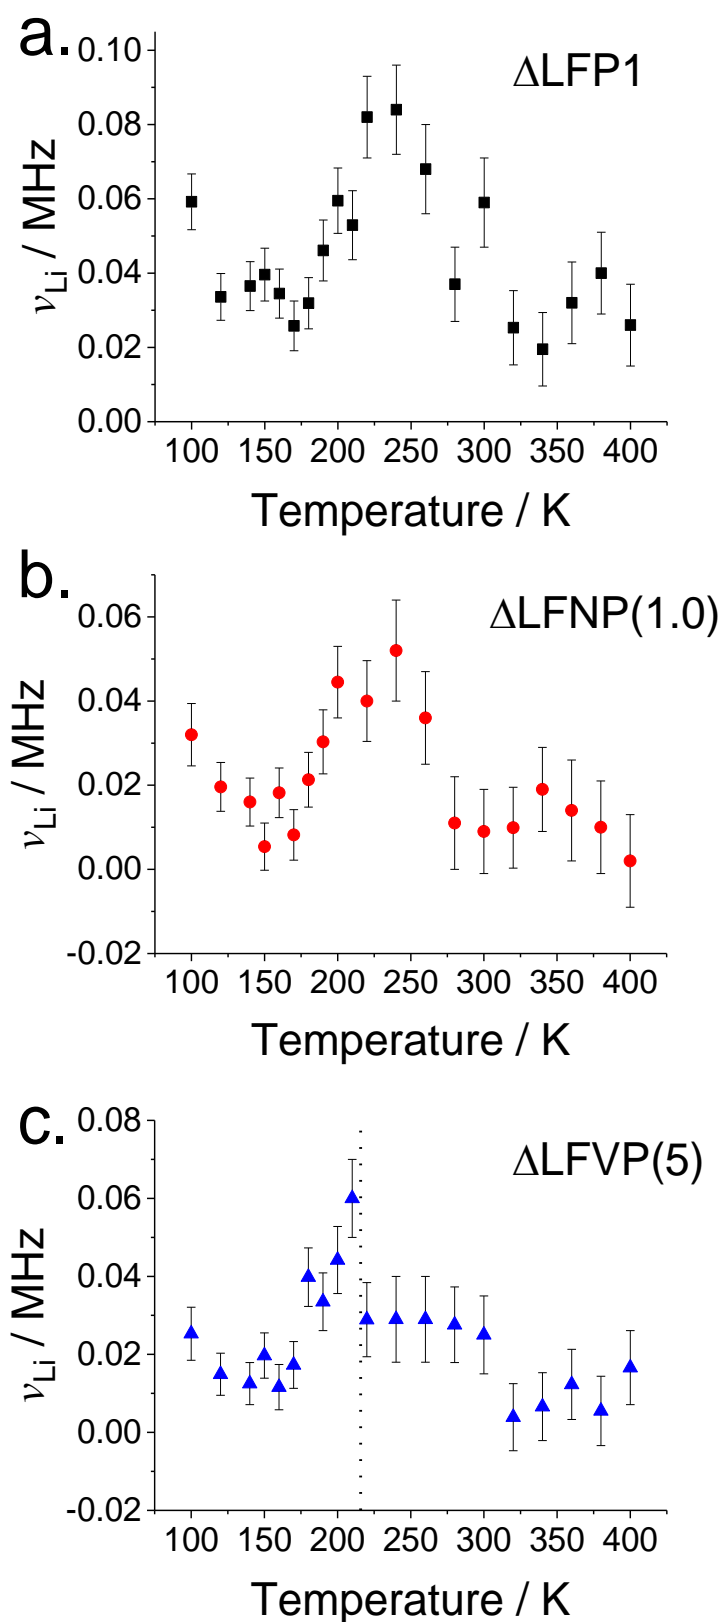 a.
ΔLFP1
0.10
0.08
0.06
0.04
0.02
0.00
νLi / MHz
100 150 200 250 300 350 400
Temperature / K
b.
ΔLFNP(1.0)
0.06
0.04
0.02
0.00
-0.02
νLi / MHz
100 150 200 250 300 350 400
Temperature / K
c.
ΔLFVP(5)
0.08
0.06
0.04
0.02
0.00
-0.02
νLi / MHz
100 150 200 250 300 350 400
Temperature / K